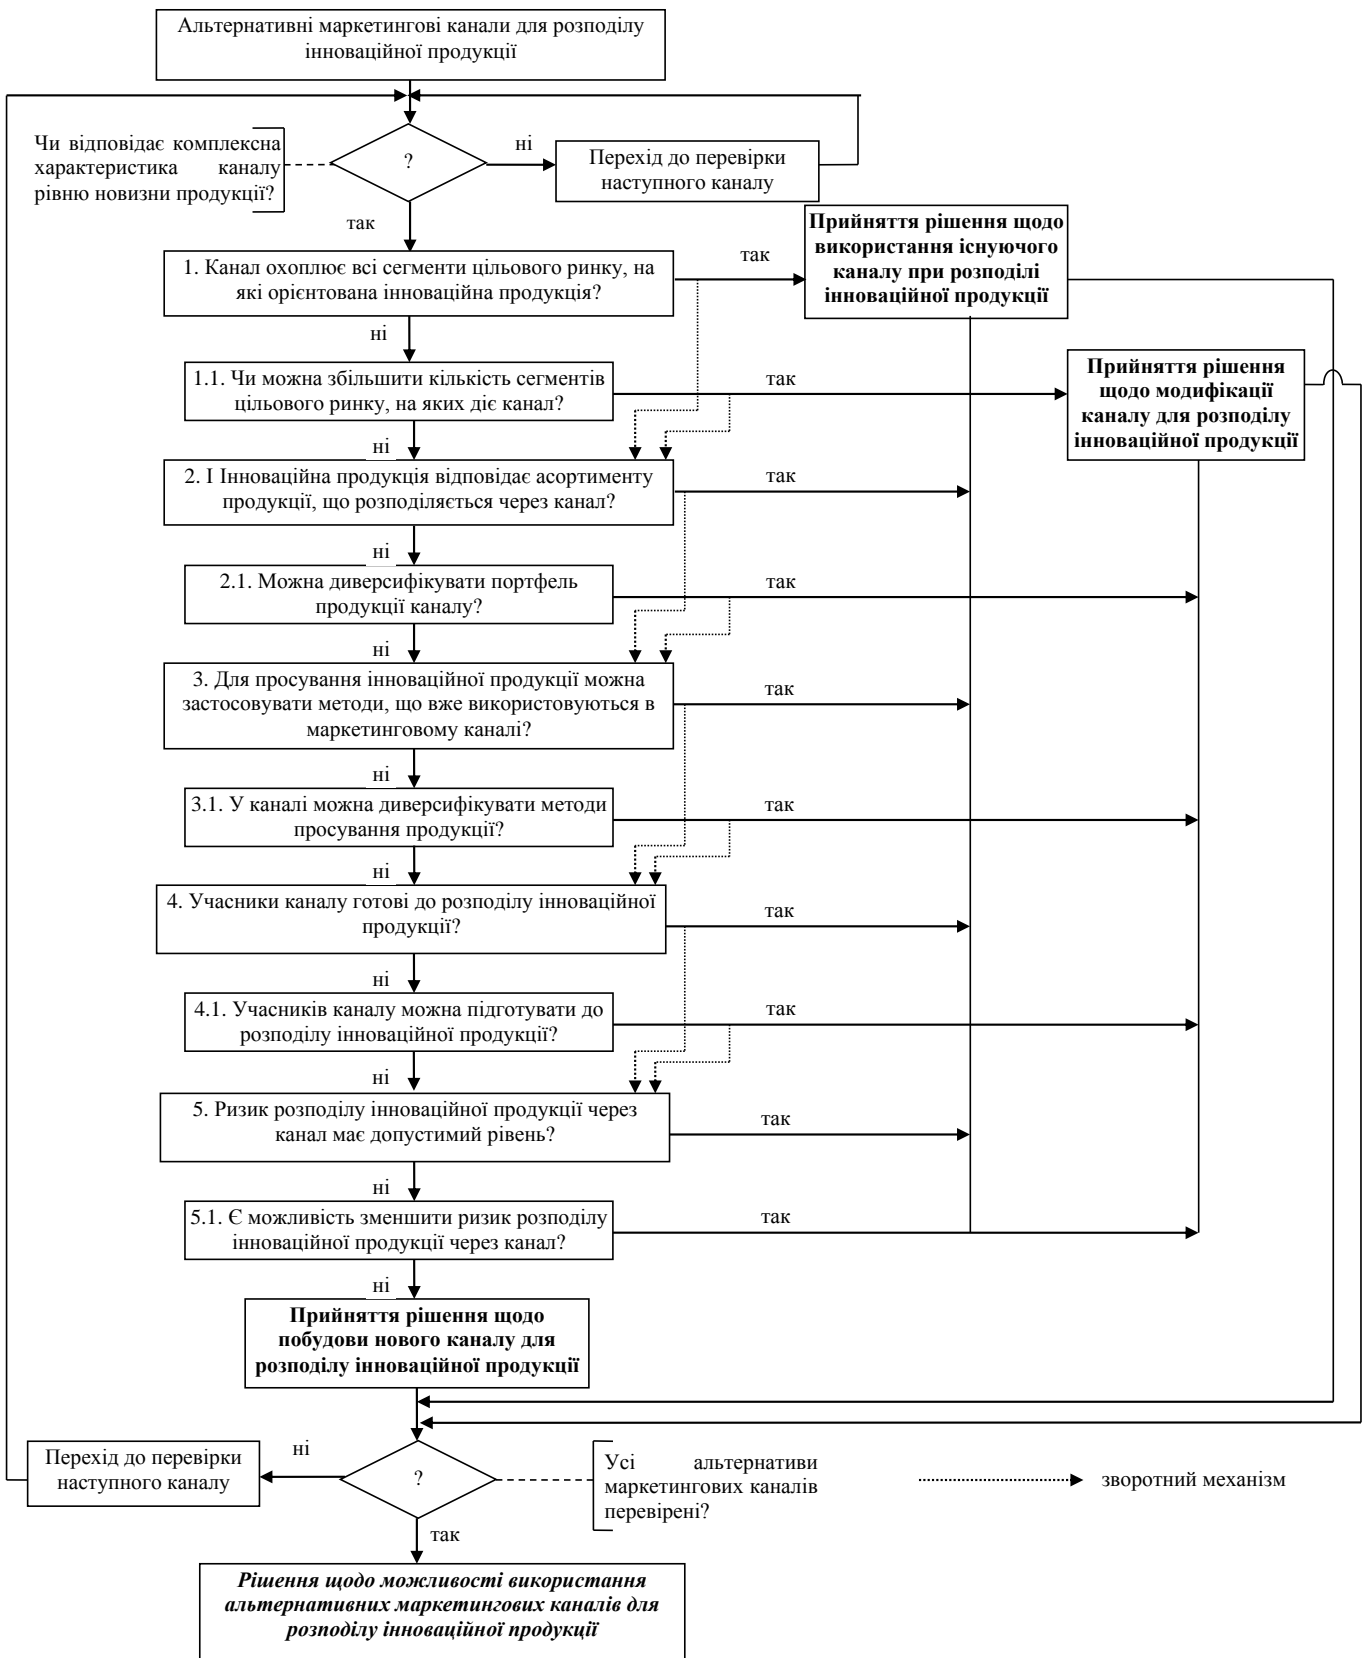 Альтернативні маркетингові канали для розподілу
інноваційної продукції
Чи відповідає комплексна
характеристика каналу
рівню новизни продукції?
?
ні
Перехід до перевірки
наступного каналу
так
Прийняття рішення щодо
використання існуючого
каналу при розподілі
інноваційної продукції
1. Канал охоплює всі сегменти цільового ринку, на
які орієнтована інноваційна продукція?
так
ні
1.1. Чи можна збільшити кількість сегментів
цільового ринку, на яких діє канал?
так
Прийняття рішення
щодо модифікації
каналу для розподілу
інноваційної продукції
ні
2. І Інноваційна продукція відповідає асортименту
продукції, що розподіляється через канал?
так
ні
2.1. Можна диверсифікувати портфель
продукції каналу?
так
ні
3. Для просування інноваційної продукції можна
застосовувати методи, що вже використовуються в
маркетинговому каналі?
так
ні
3.1. У каналі можна диверсифікувати методи
просування продукції?
так
ні
4. Учасники каналу готові до розподілу інноваційної
продукції?
так
ні
4.1. Учасників каналу можна підготувати до
розподілу інноваційної продукції?
так
ні
5. Ризик розподілу інноваційної продукції через
канал має допустимий рівень?
так
ні
5.1. Є можливість зменшити ризик розподілу
інноваційної продукції через канал?
так
ні
Прийняття рішення щодо
побудови нового каналу для
розподілу інноваційної продукції
Перехід до перевірки
наступного каналу
ні
?
Усі альтернативи
маркетингових каналів
перевірені?
зворотний механізм
так
Рішення щодо можливості використання
альтернативних маркетингових каналів для
розподілу інноваційної продукції